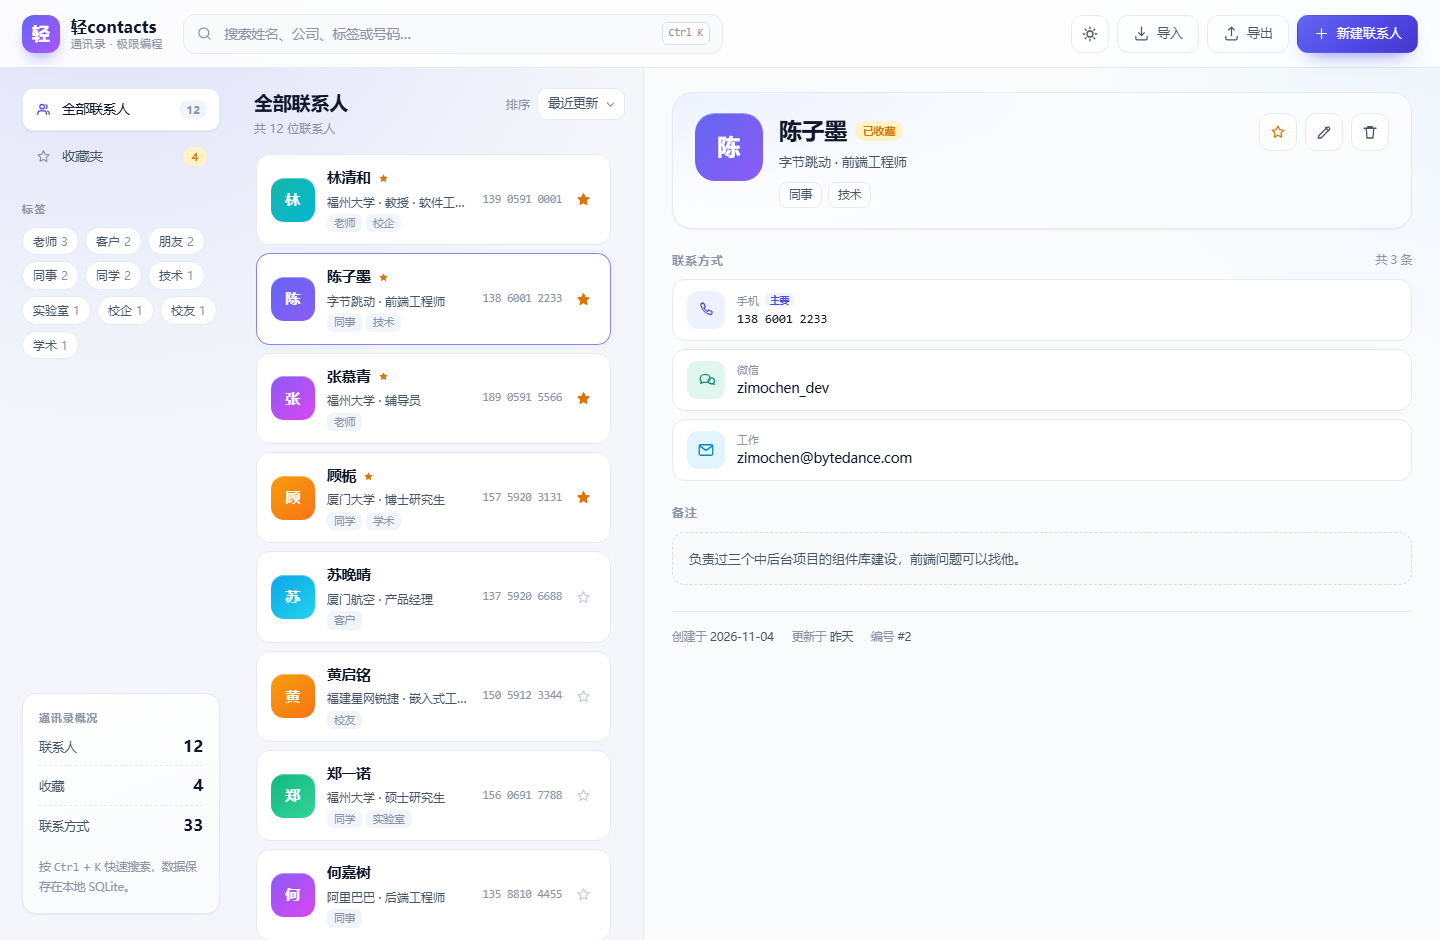 轻 轻contacts
通讯录 · 极限编程
搜索姓名、公司、标签或号码... Ctrl K
导入
导出
新建联系人
全部联系人 12
收藏夹 4
标签
老师 3 客户 2 朋友 2
同事 2 同学 2 技术 1
实验室 1 校企 1 校友 1
学术 1
通讯录概况
联系人 12
收藏 4
联系方式 33
按 Ctrl + K 快速搜索，数据保
存在本地 SQLite。
全部联系人
共 12 位联系人
排序 最近更新
林 林清和
福州大学 · 教授 · 软件工... 139 0591 0001
老师 校企
陈 陈子墨
字节跳动 · 前端工程师 138 6001 2233
同事 技术
张 张慕青
福州大学 · 辅导员 189 0591 5566
老师
顾 顾栀
厦门大学 · 博士研究生 157 5920 3131
同学 学术
苏 苏晚晴
厦门航空 · 产品经理 137 5920 6688
客户
黄 黄启铭
福建星网锐捷 · 嵌入式工... 150 5912 3344
校友
郑 郑一诺
福州大学 · 硕士研究生 156 0691 7788
同学 实验室
何 何嘉树
阿里巴巴 · 后端工程师 135 8810 4455
同事
陈 陈子墨 已收藏
字节跳动 · 前端工程师
同事 技术
联系方式 共 3 条
手机 主要
138 6001 2233
微信
zimochen_dev
工作
zimochen@bytedance.com
备注
负责过三个中后台项目的组件库建设，前端问题可以找他。
创建于 2026-11-04 更新于 昨天 编号 #2